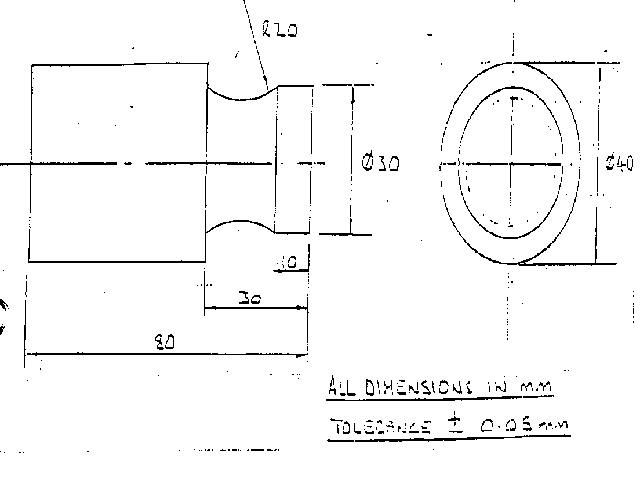 R20
Ø30
Ø40
10
30
80
ALL DIMENSIONS IN mm
TOLERANCE ± 0.05 mm